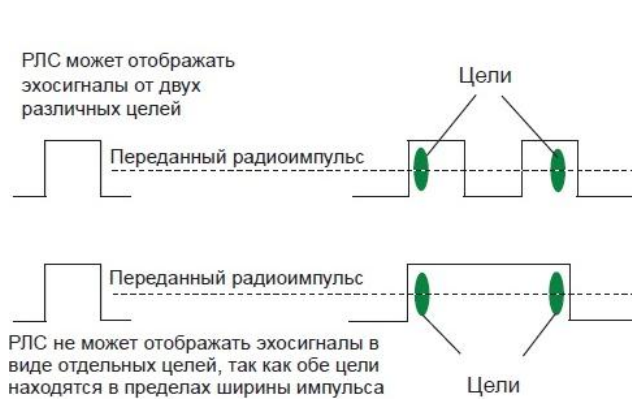 РЛС может отображать
эхосигналы от двух
различных целей
Цели
Переданный радиоимпульс
Переданный радиоимпульс
РЛС не может отображать эхосигналы в
виде отдельных целей, так как обе цели
находятся в пределах ширины импульса
Цели